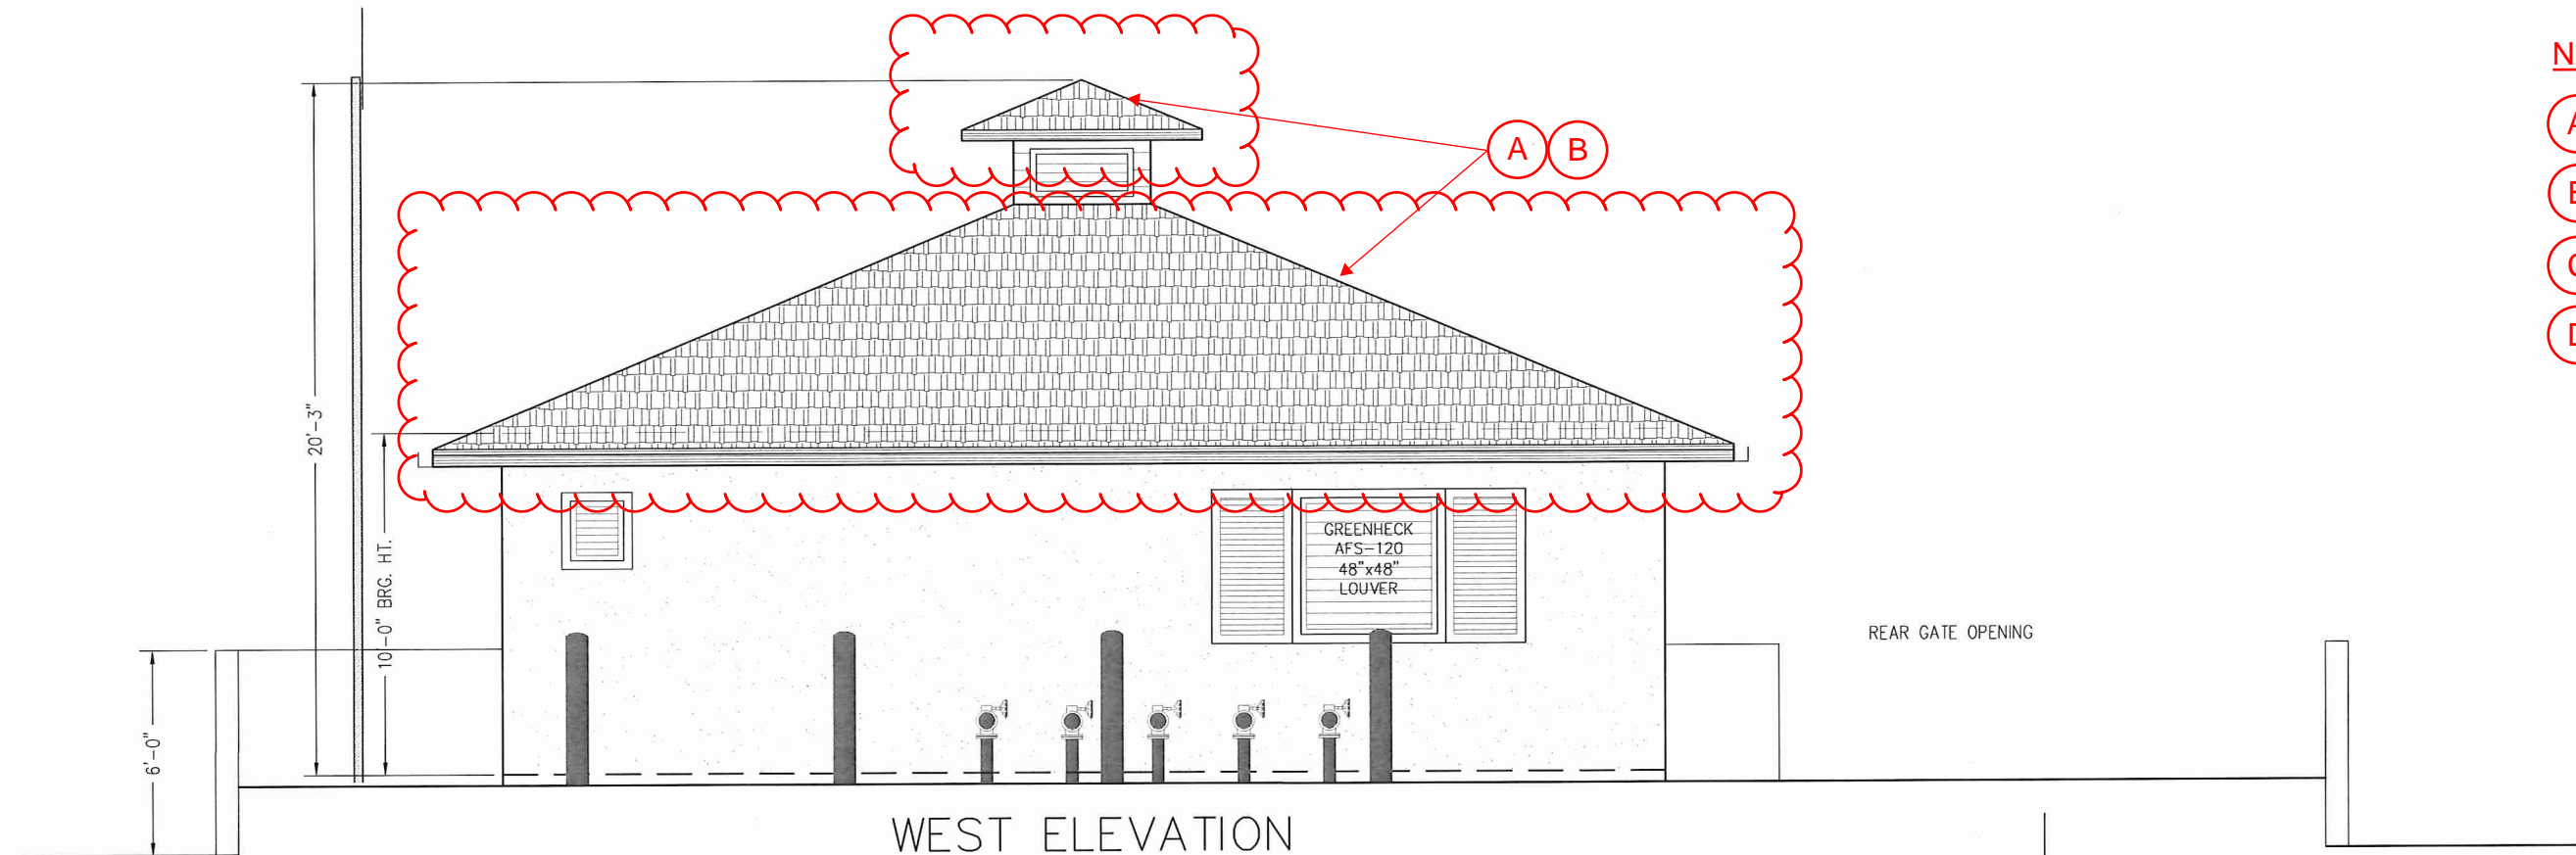 N
A
B
A B
C
D
20'-3"
10'-0" BRG. HT.
6'-0"
GREENHECK
AFS-120
48"x48"
LOUVER
REAR GATE OPENING
WEST ELEVATION